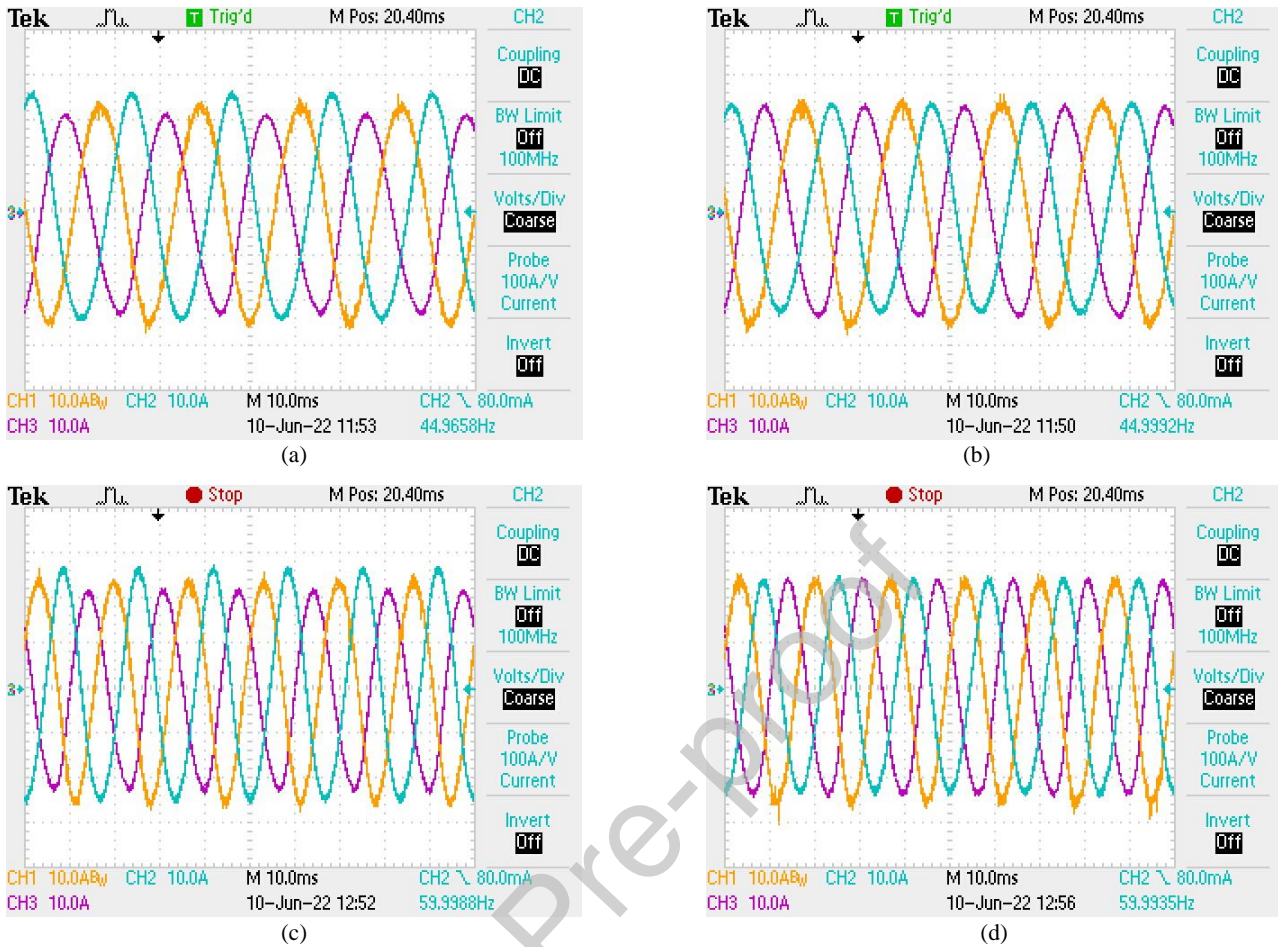 Tek T Trig'd M Pos: 20.40ms CH2
Coupling
DC
BW Limit
Off
100MHz
Volts/Div
Coarse
Probe
100A/V
Current
Invert
Off
3
CH1 10.0ABW CH2 10.0A M 10.0ms CH2 80.0mA
CH3 10.0A 10-Jun-22 11:53 44.9658Hz
(a)
Tek T Trig'd M Pos: 20.40ms CH2
Coupling
DC
BW Limit
Off
100MHz
Volts/Div
Coarse
Probe
100A/V
Current
Invert
Off
3
CH1 10.0ABW CH2 10.0A M 10.0ms CH2 80.0mA
CH3 10.0A 10-Jun-22 11:50 44.9992Hz
(b)
Tek Stop M Pos: 20.40ms CH2
Coupling
DC
BW Limit
Off
100MHz
Volts/Div
Coarse
Probe
100A/V
Current
Invert
Off
3
CH1 10.0ABW CH2 10.0A M 10.0ms CH2 80.0mA
CH3 10.0A 10-Jun-22 12:52 59.9988Hz
(c)
Tek Stop M Pos: 20.40ms CH2
Coupling
DC
BW Limit
Off
100MHz
Volts/Div
Coarse
Probe
100A/V
Current
Invert
Off
3
CH1 10.0ABW CH2 10.0A M 10.0ms CH2 80.0mA
CH3 10.0A 10-Jun-22 12:56 59.9935Hz
(d)
Pre-proof